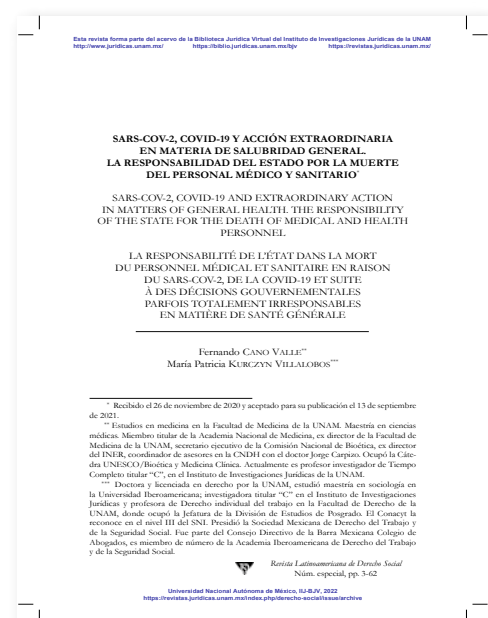 Esta revista forma parte del acervo de la Biblioteca Jurídica Virtual del Instituto de Investigaciones Jurídicas de la UNAM
http://www.juridicas.unam.mx/ https://biblio.juridicas.unam.mx/bjv https://revistas.juridicas.unam.mx/
SARS-COV-2, COVID-19 Y ACCIÓN EXTRAORDINARIA
EN MATERIA DE SALUBRIDAD GENERAL.
LA RESPONSABILIDAD DEL ESTADO POR LA MUERTE
DEL PERSONAL MÉDICO Y SANITARIO*
SARS-COV-2, COVID-19 AND EXTRAORDINARY ACTION
IN MATTERS OF GENERAL HEALTH. THE RESPONSIBILITY
OF THE STATE FOR THE DEATH OF MEDICAL AND HEALTH
PERSONNEL
LA RESPONSABILITÉ DE L'ÉTAT DANS LA MORT
DU PERSONNEL MÉDICAL ET SANITAIRE EN RAISON
DU SARS-COV-2, DE LA COVID-19 ET SUITE
À DES DÉCISIONS GOUVERNEMENTALES
PARFOIS TOTALEMENT IRRESPONSABLES
EN MATIÈRE DE SANTÉ GÉNÉRALE
Fernando CANO VALLE**
María Patricia KURCZYN VILLALOBOS***
* Recibido el 26 de noviembre de 2020 y aceptado para su publicación el 13 de septiembre
de 2021.
** Estudios en medicina en la Facultad de Medicina de la UNAM. Maestría en ciencias
médicas. Miembro titular de la Academia Nacional de Medicina, ex director de la Facultad de
Medicina de la UNAM, secretario ejecutivo de la Comisión Nacional de Bioética, ex director
del INER, coordinador de asesores en la CNDH con el doctor Jorge Carpizo. Ocupó la Cáte-
dra UNESCO/Bioética y Medicina Clínica. Actualmente es profesor investigador de Tiempo
Completo titular "C", en el Instituto de Investigaciones Jurídicas de la UNAM.
*** Doctora y licenciada en derecho por la UNAM, estudió maestría en sociología en
la Universidad Iberoamericana; investigadora titular "C" en el Instituto de Investigaciones
Jurídicas y profesora de Derecho individual del trabajo en la Facultad de Derecho de la
UNAM, donde ocupó la Jefatura de la División de Estudios de Posgrado. El Conacyt la
reconoce en el nivel III del SNI. Presidió la Sociedad Mexicana de Derecho del Trabajo y
de la Seguridad Social. Fue parte del Consejo Directivo de la Barra Mexicana Colegio de
Abogados, es miembro de número de la Academia Iberoamericana de Derecho del Trabajo
y de la Seguridad Social.
Revista Latinoamericana de Derecho Social
Núm. especial, pp. 3-62
Universidad Nacional Autónoma de México, IIJ-BJV, 2022
https://revistas.juridicas.unam.mx/index.php/derecho-social/issue/archive